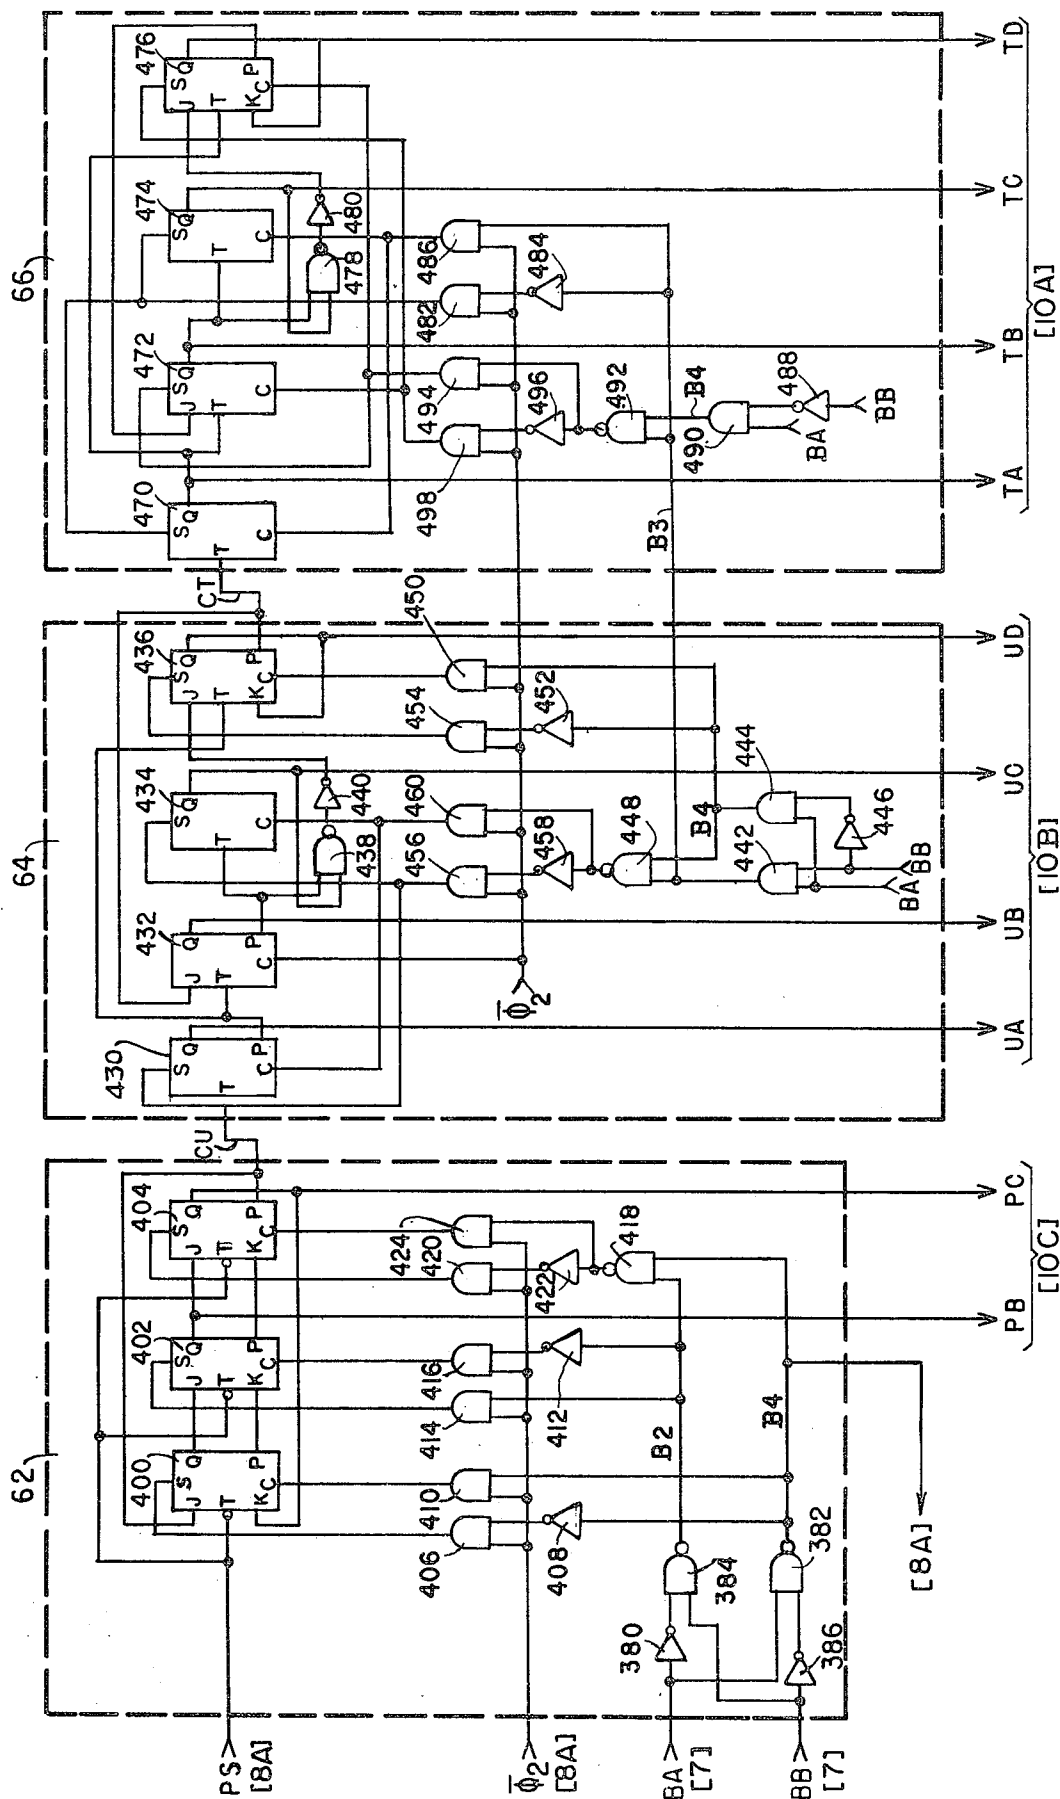 62
PS
[8A]
Φ̅2
[8A]
BA
[7]
BB
[7]
400
402
404
J
S
Q
T
K
C
P
J
S
Q
T
K
C
P
J
S
Q
T
K
C
P
406
410
414
416
420
424
408
412
422
418
380
384
386
382
B2
B4
[8A]
PB
PC
[10C]
CU
64
430
432
434
436
S
Q
T
C
P
J
Q
T
C
P
S
Q
T
C
S
Q
J
T
K
C
P
438
440
Φ̅2
456
460
454
450
458
452
448
B4
442
444
446
BA
BB
UA
UB
UC
UD
[10B]
CT
66
470
472
474
476
S
Q
T
C
S
Q
J
T
C
S
Q
T
C
S
Q
J
T
K
C
P
478
480
498
494
482
486
496
492
484
B3
B4
490
488
BA
BB
TA
TB
TC
TD
[10A]